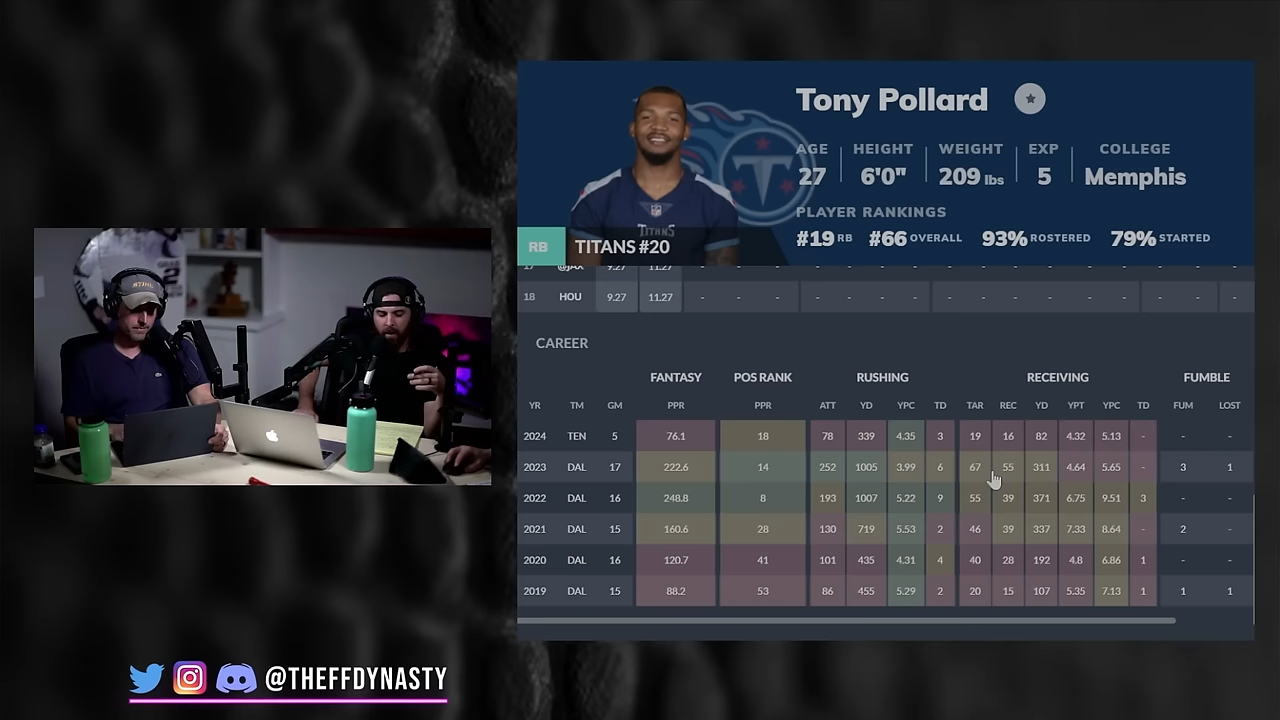 Tony Pollard
AGE HEIGHT WEIGHT EXP COLLEGE
27 6'0" 209 lbs 5 Memphis
PLAYER RANKINGS
#19 RB #66 OVERALL 93% ROSTERED 79% STARTED
RB TITANS #20
TITANS
17 @JAX 9.27 11.27 - - - - - - - - - - - - - -
18 HOU 9.27 11.27 - - - - - - - - - - - - - -
CAREER
FANTASY POS RANK RUSHING RECEIVING FUMBLE
YR TM GM PPR PPR ATT YD YPC TD TAR REC YD YPT YPC TD FUM LOST
2024 TEN 5 76.1 18 78 339 4.35 3 19 16 82 4.32 5.13 - - -
2023 DAL 17 222.6 14 252 1005 3.99 6 67 55 311 4.64 5.65 - 3 1
2022 DAL 16 248.8 8 193 1007 5.22 9 55 39 371 6.75 9.51 3 - -
2021 DAL 15 160.6 28 130 719 5.53 2 46 39 337 7.33 8.64 - 2 -
2020 DAL 16 120.7 41 101 435 4.31 4 40 28 192 4.8 6.86 1 - -
2019 DAL 15 88.2 53 86 455 5.29 2 20 15 107 5.35 7.13 1 1 1
@THEFFDYNASTY